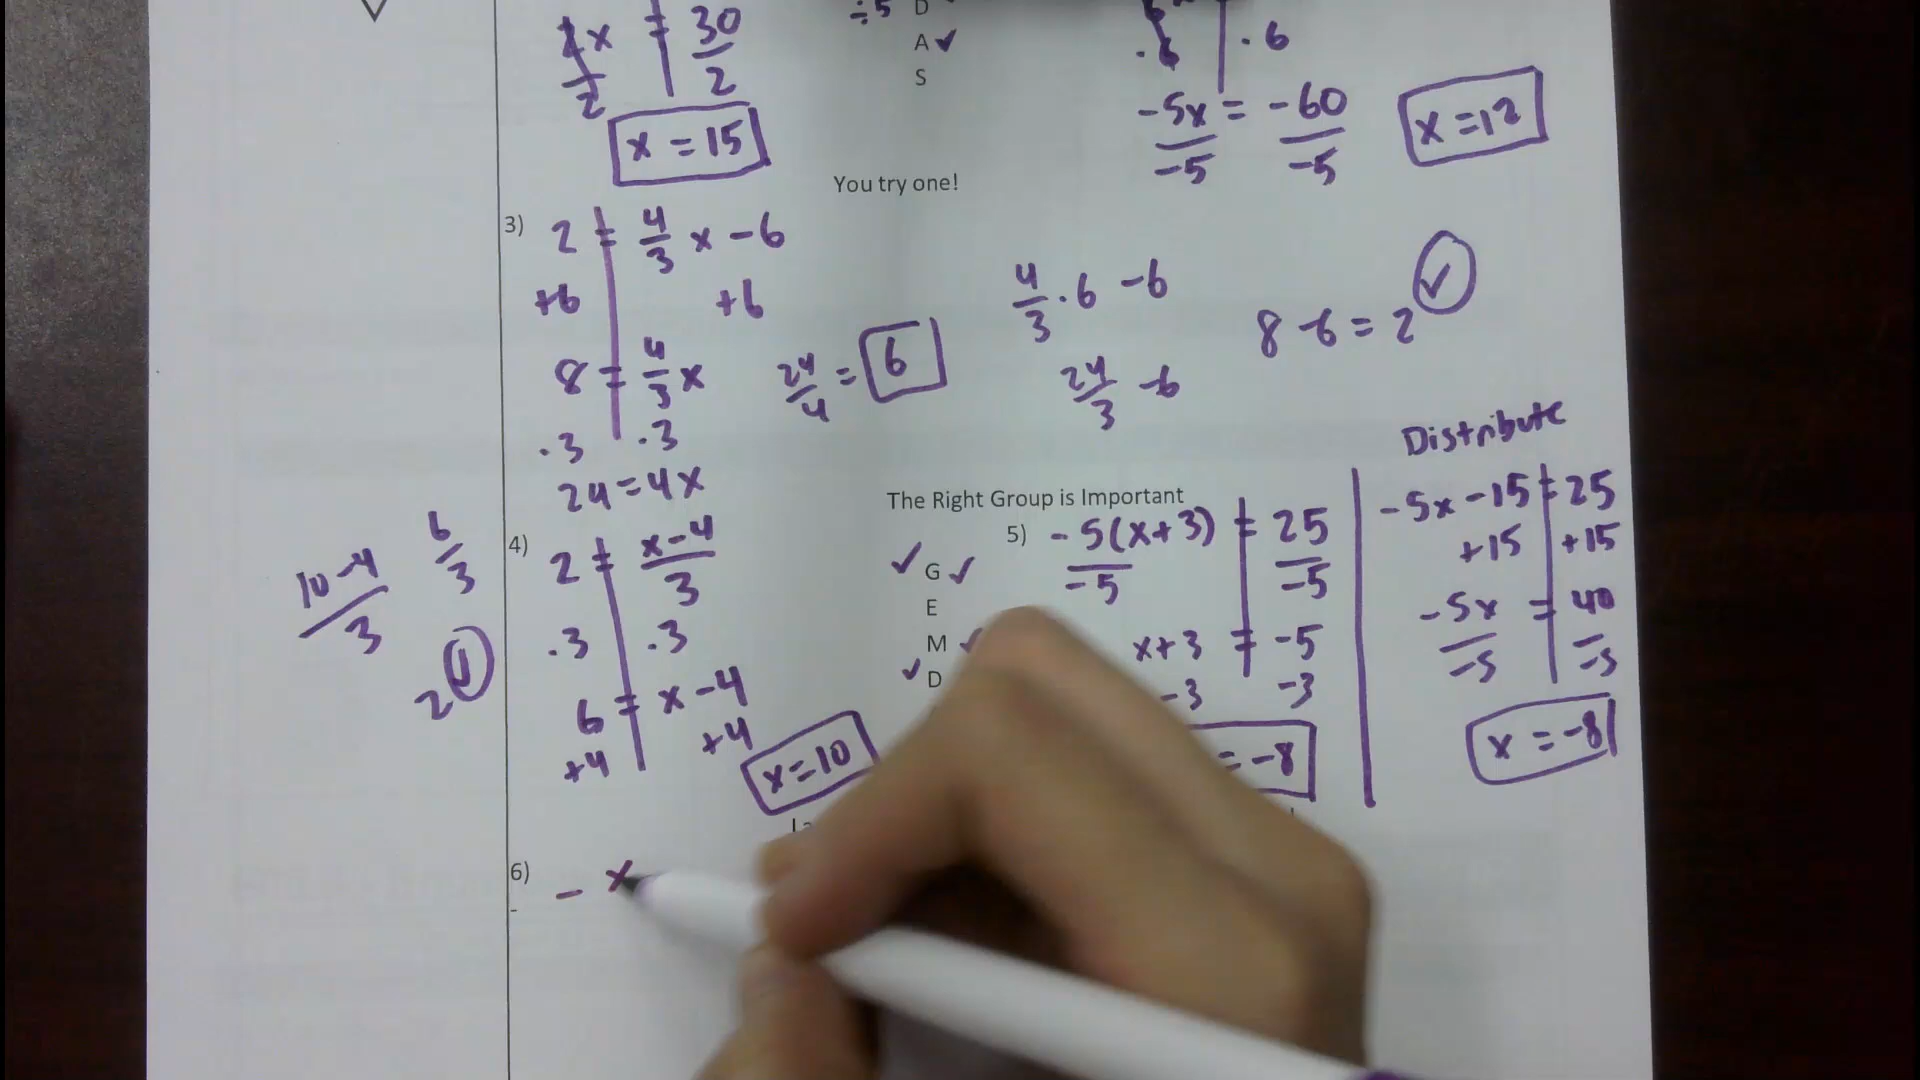 2x = 30
2 2
x = 15
÷5 D
A ✓
S
· 6 · 6
-5x = -60
-5 -5
x = 12
You try one!
3) 2 = 4/3 x - 6
+6 +6
8 = 4/3 x
· 3 · 3
24 = 4x
24/4 = 6
4/3 · 6 - 6
24/3 - 6
8 - 6 = 2 ✓
4) 2 = x-4/3
· 3 · 3
6 = x - 4
+4 +4
x = 10
10-4/3
6/3
2 ✓
The Right Group is Important
✓ G ✓
E
M ✓
✓ D
5) -5(x+3) = 25
-5 -5
x+3 = -5
-3 -3
= -8
Distribute
-5x - 15 = 25
+15 +15
-5x = 40
-5 -5
x = -8
6) - x